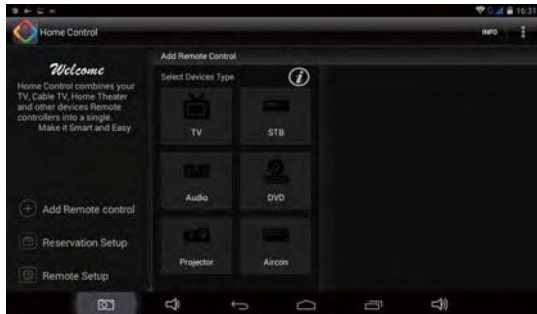 16:31
Home Control
INFO
Welcome
Home Control combines your
TV, Cable TV, Home Theater
and other devices Remote
controllers into a single.
Make it Smart and Easy
Add Remote control
Reservation Setup
Remote Setup
Add Remote Control
Select Devices Type
TV
STB
Audio
DVD
Projector
Aircon